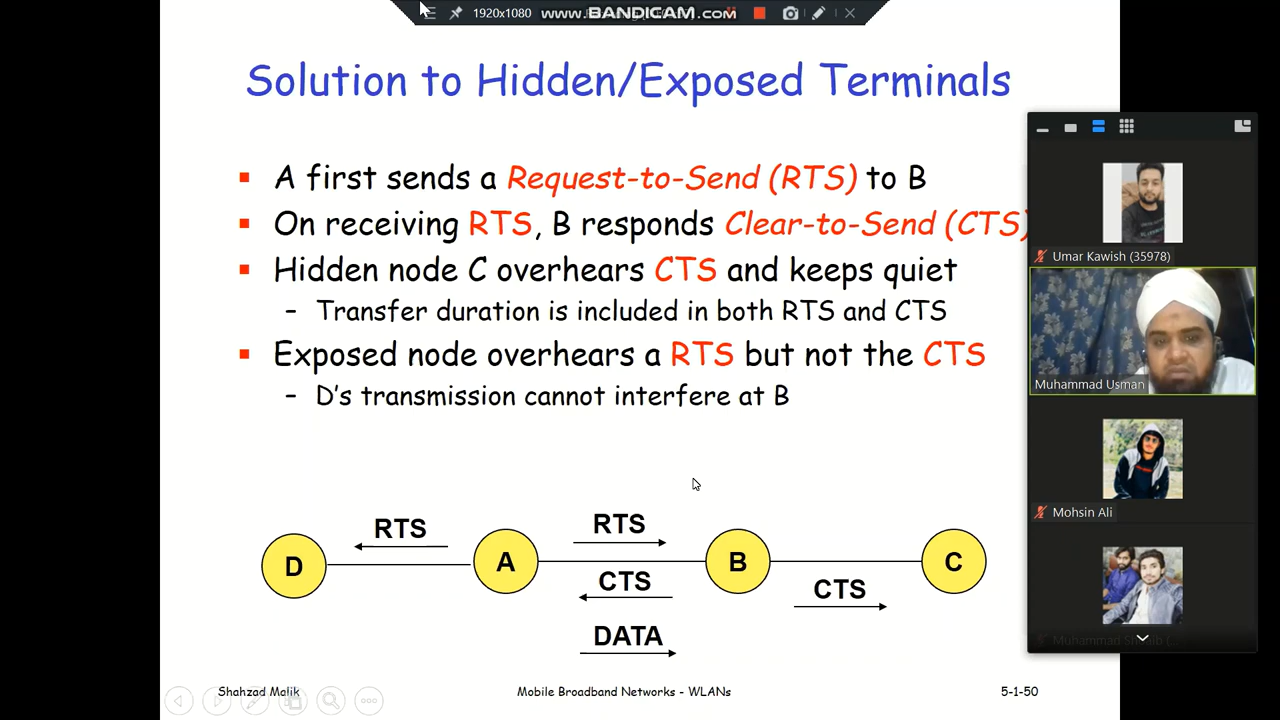 1920x1080
www.BANDICAM.com
Solution to Hidden/Exposed Terminals
A first sends a Request-to-Send (RTS) to B
On receiving RTS, B responds Clear-to-Send (CTS)
Hidden node C overhears CTS and keeps quiet
– Transfer duration is included in both RTS and CTS
Exposed node overhears a RTS but not the CTS
– D's transmission cannot interfere at B
Umar Kawish (35978)
Muhammad Usman
Mohsin Ali
RTS
RTS
D
A
B
C
CTS
CTS
DATA
Shahzad Malik
Mobile Broadband Networks - WLANs
5-1-50